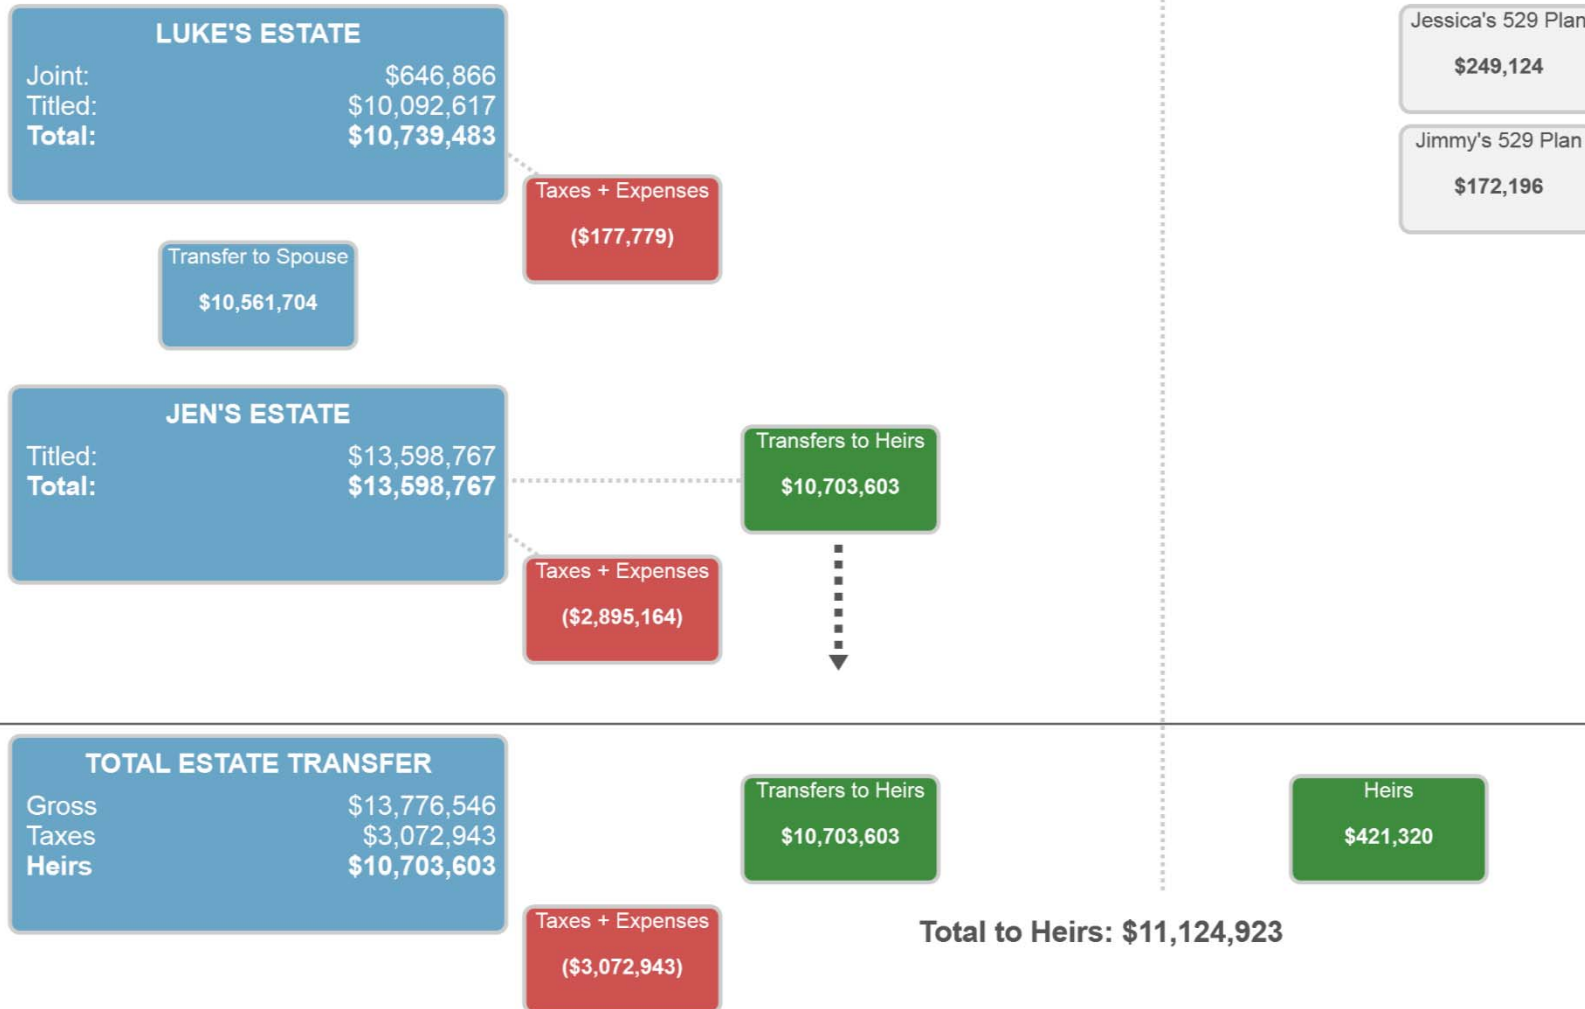 LUKE'S ESTATE
Joint: $646,866
Titled: $10,092,617
Total: $10,739,483
Taxes + Expenses
($177,779)
Transfer to Spouse
$10,561,704
JEN'S ESTATE
Titled: $13,598,767
Total: $13,598,767
Transfers to Heirs
$10,703,603
Taxes + Expenses
($2,895,164)
Jessica's 529 Plan
$249,124
Jimmy's 529 Plan
$172,196
TOTAL ESTATE TRANSFER
Gross $13,776,546
Taxes $3,072,943
Heirs $10,703,603
Transfers to Heirs
$10,703,603
Taxes + Expenses
($3,072,943)
Heirs
$421,320
Total to Heirs: $11,124,923